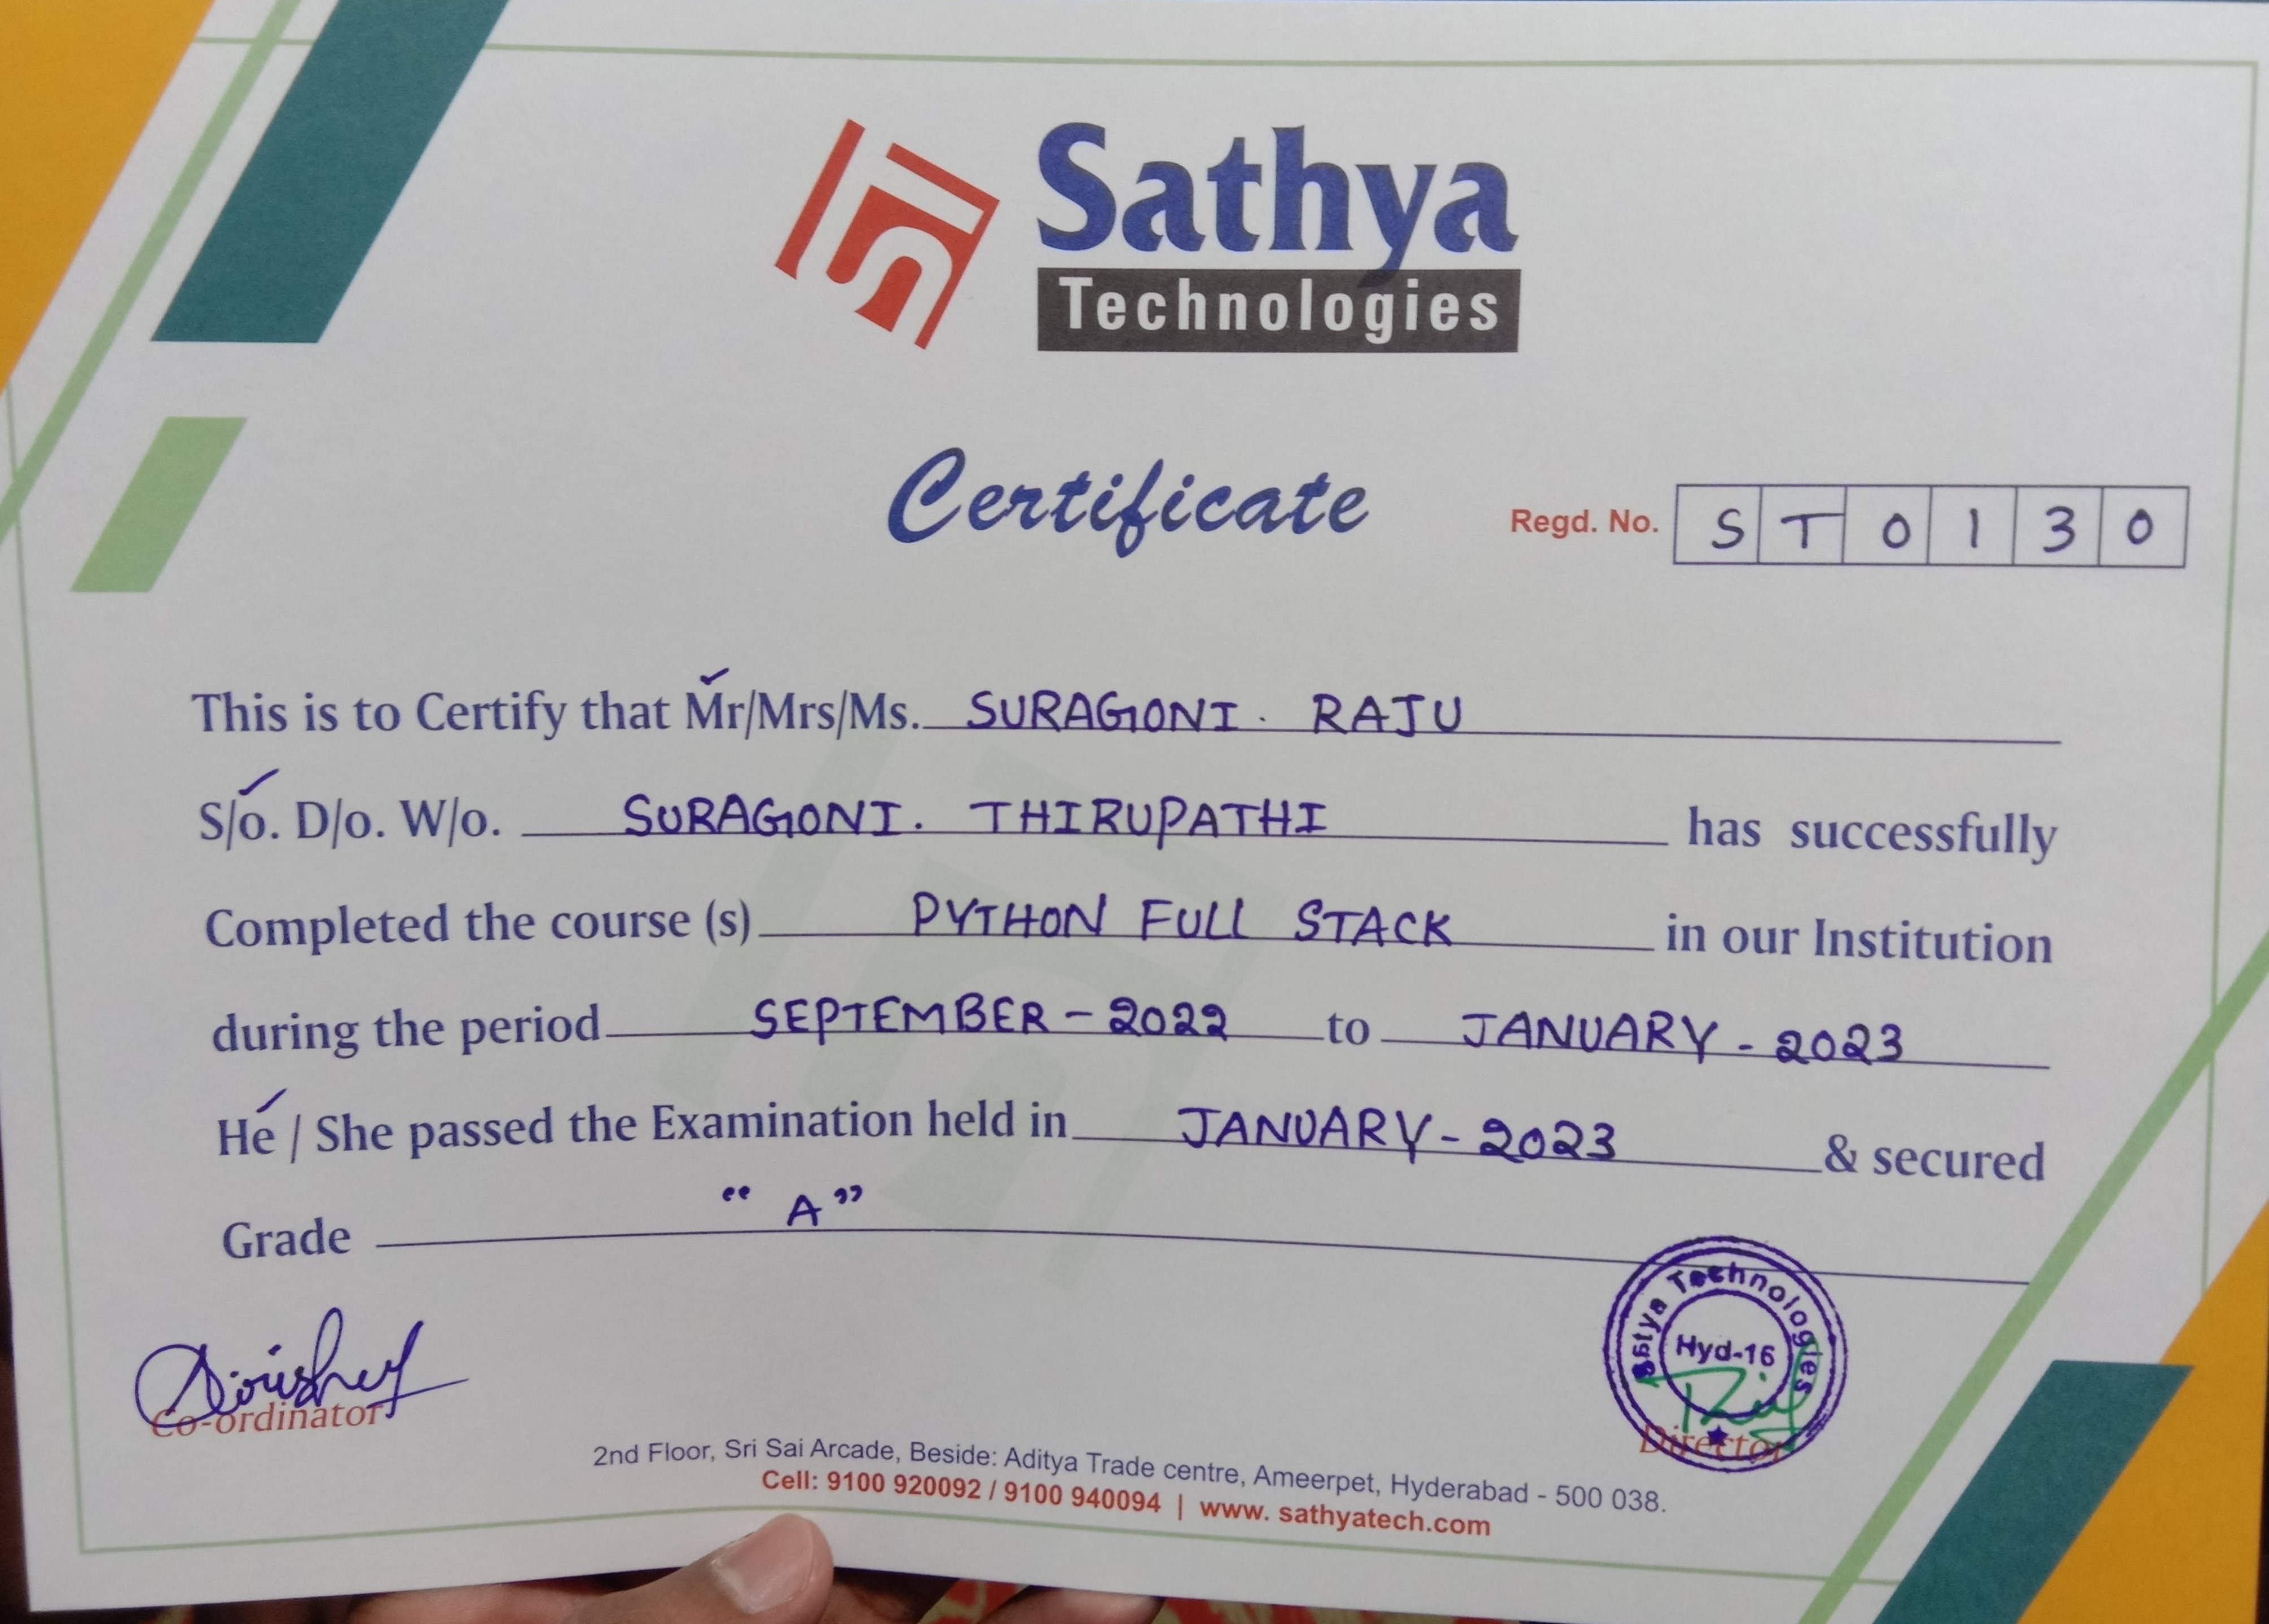 Sathya
Technologies
Certificate
Regd. No. S T 0 1 3 0
This is to Certify that Mr/Mrs/Ms. SURAGIONI. RAJU
S/o. D/o. W/o. SURAGIONI. THIRUPATHI has successfully
Completed the course (s) PYTHON FULL STACK in our Institution
during the period SEPTEMBER - 2022 to JANUARY - 2023
He / She passed the Examination held in JANUARY - 2023 & secured
Grade “ A ”
Satya Technologies
Hyd-16
Co-ordinator
Director
2nd Floor, Sri Sai Arcade, Beside: Aditya Trade centre, Ameerpet, Hyderabad - 500 038.
Cell: 9100 920092 / 9100 940094 | www. sathyatech.com